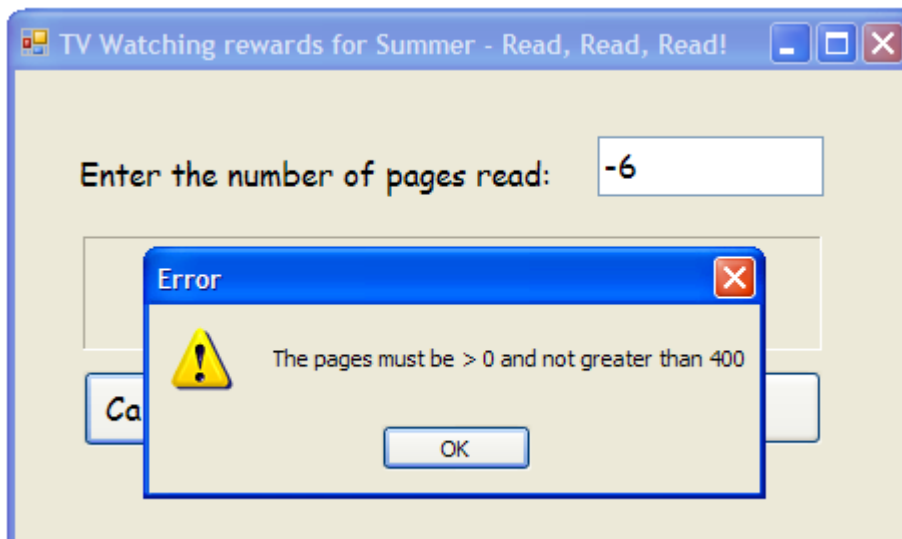 TV Watching rewards for Summer - Read, Read, Read!
Enter the number of pages read:
-6
Error
The pages must be > 0 and not greater than 400
OK
Ca